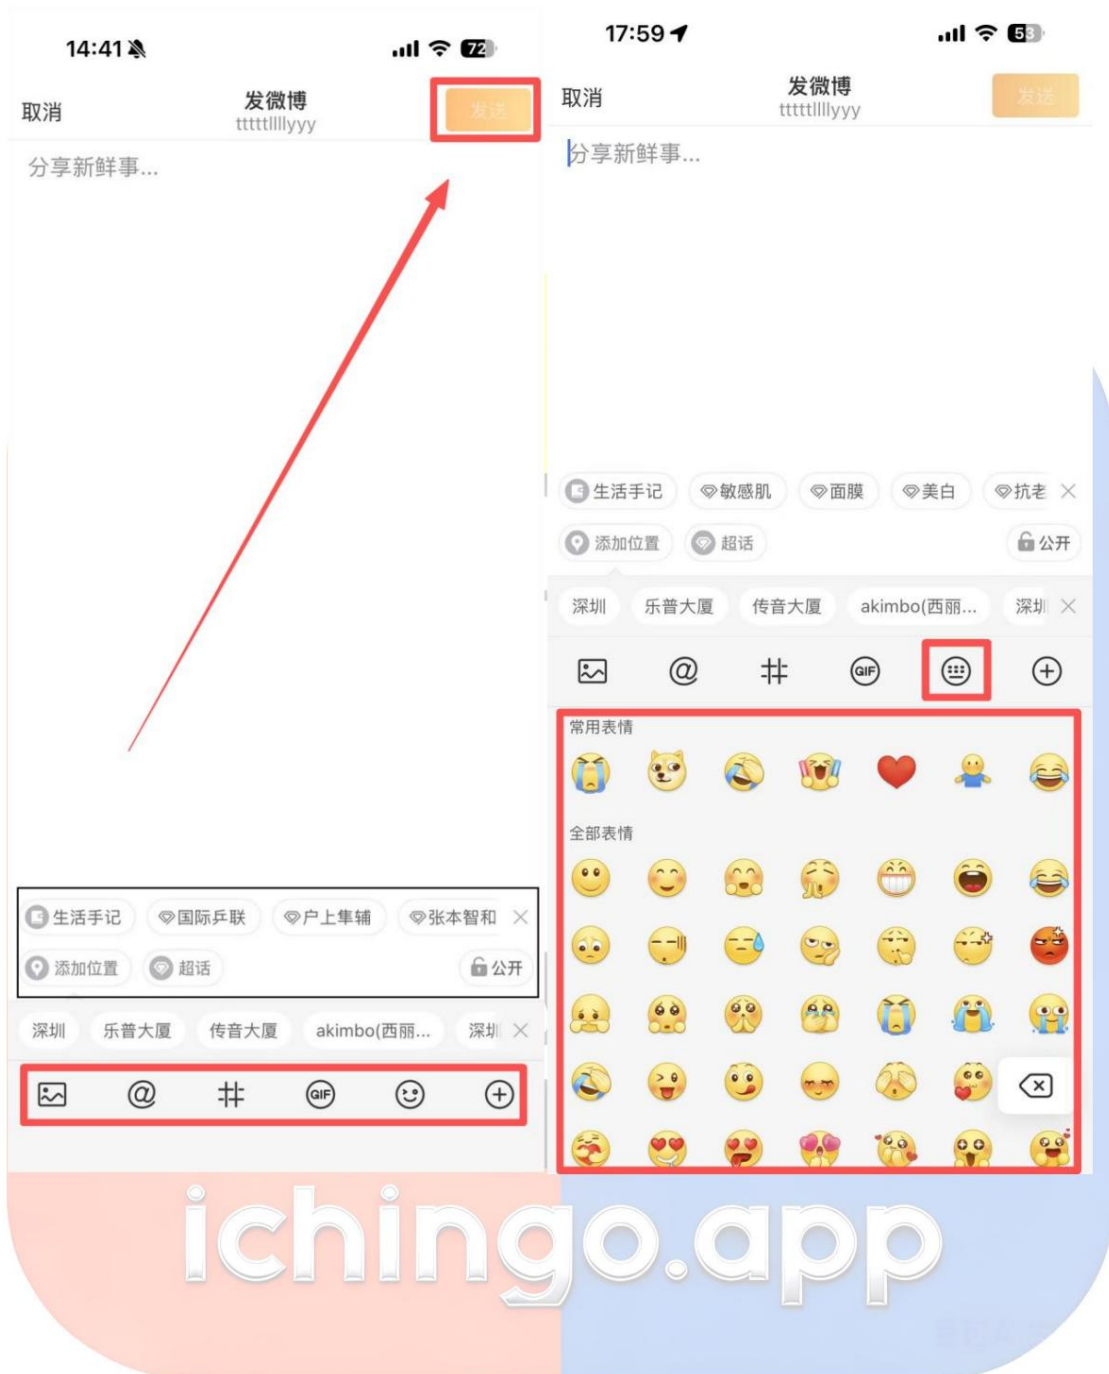 14:41
72
取消
发微博
tttttllllyyy
发送
分享新鲜事...
生活手记
国际乒联
户上隼辅
张本智和
添加位置
超话
公开
深圳
乐普大厦
传音大厦
akimbo(西丽...
深圳
@
GIF
17:59
53
取消
发微博
tttttllllyyy
发送
分享新鲜事...
生活手记
敏感肌
面膜
美白
抗老
添加位置
超话
公开
深圳
乐普大厦
传音大厦
akimbo(西丽...
深圳
@
GIF
常用表情
全部表情
ichingo.app